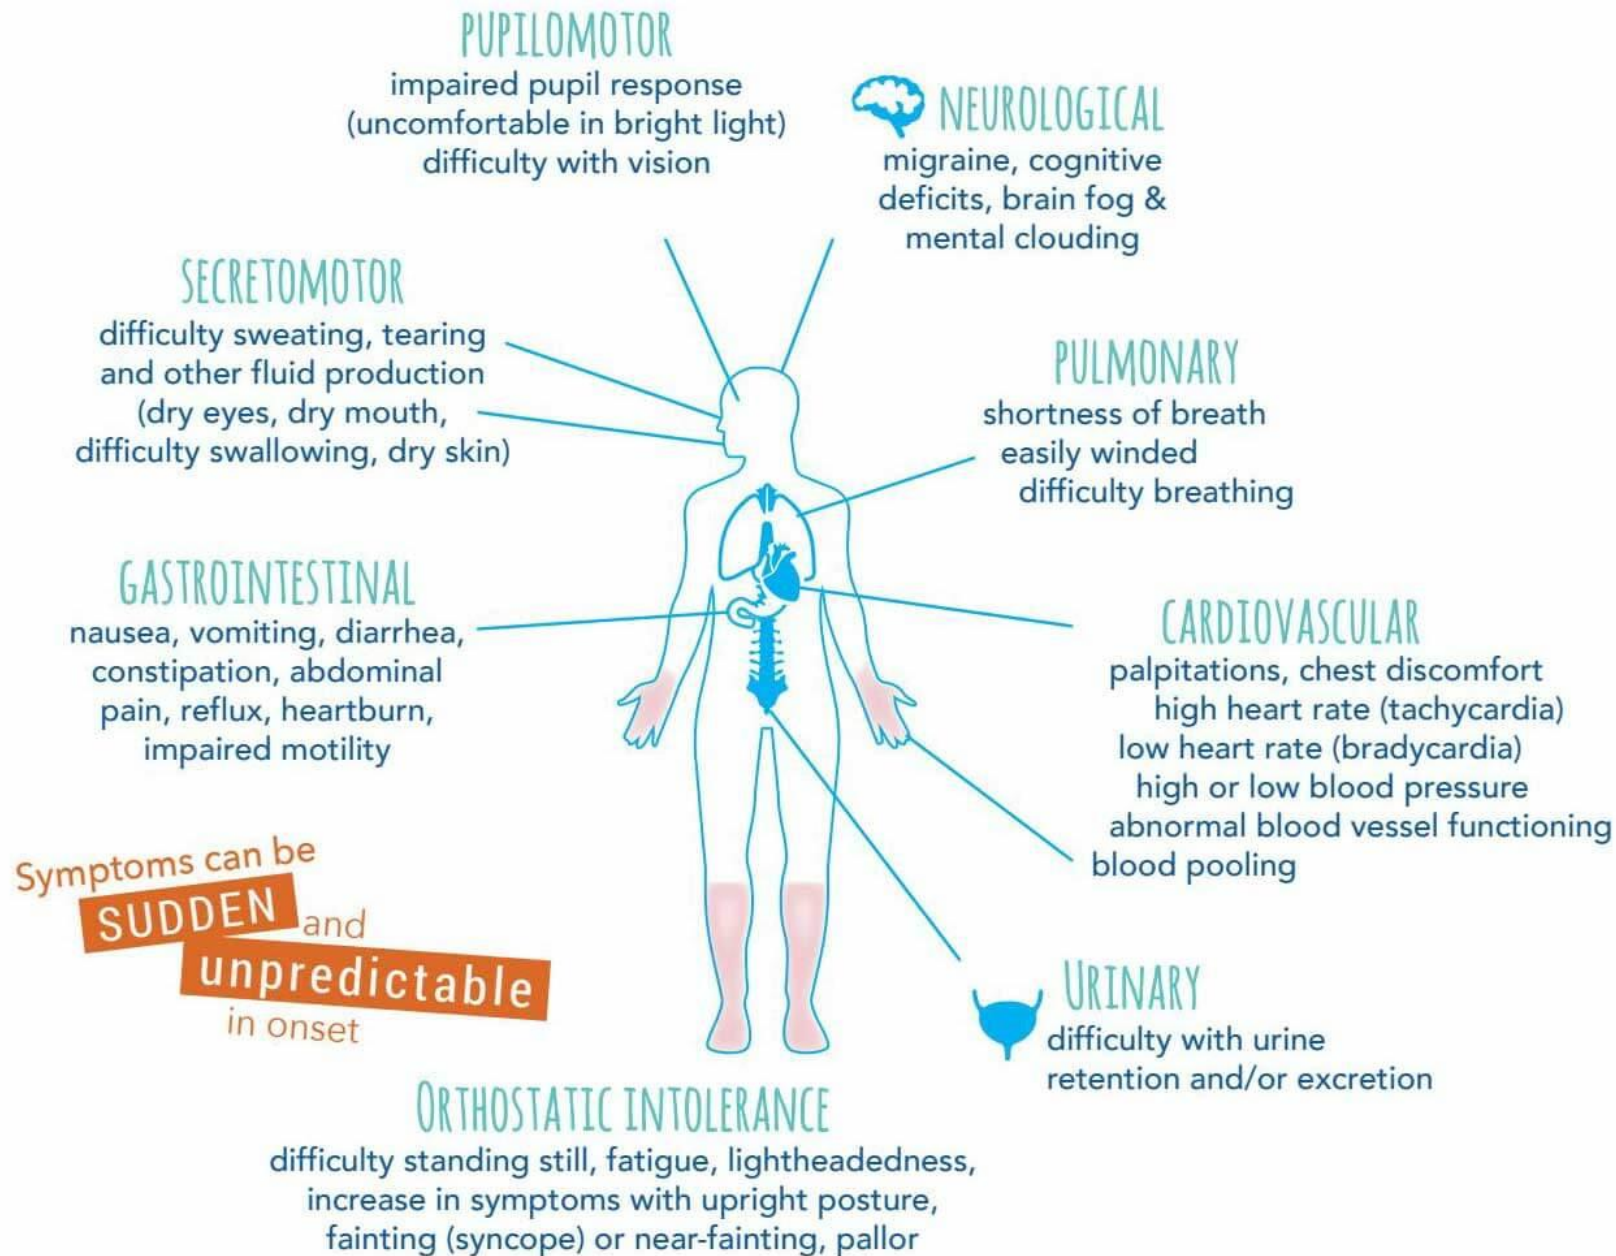 PUPILOMOTOR
impaired pupil response
(uncomfortable in bright light)
difficulty with vision
NEUROLOGICAL
migraine, cognitive
deficits, brain fog &
mental clouding
SECRETOMOTOR
difficulty sweating, tearing
and other fluid production
(dry eyes, dry mouth,
difficulty swallowing, dry skin)
PULMONARY
shortness of breath
easily winded
difficulty breathing
GASTROINTESTINAL
nausea, vomiting, diarrhea,
constipation, abdominal
pain, reflux, heartburn,
impaired motility
CARDIOVASCULAR
palpitations, chest discomfort
high heart rate (tachycardia)
low heart rate (bradycardia)
high or low blood pressure
abnormal blood vessel functioning
blood pooling
Symptoms can be
SUDDEN and
unpredictable
in onset
URINARY
difficulty with urine
retention and/or excretion
ORTHOSTATIC INTOLERANCE
difficulty standing still, fatigue, lightheadedness,
increase in symptoms with upright posture,
fainting (syncope) or near-fainting, pallor